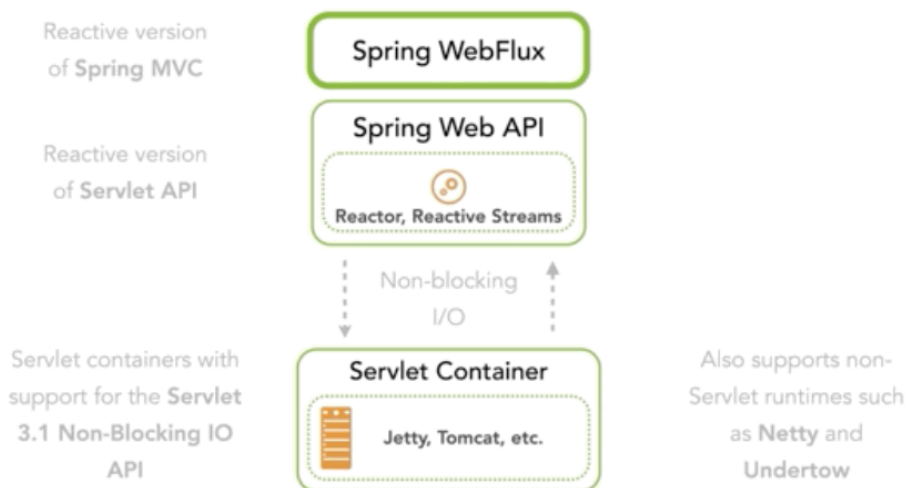 Reactive version
of Spring MVC
Spring WebFlux
Reactive version
of Servlet API
Spring Web API
Reactor, Reactive Streams
Non-blocking
I/O
Servlet containers with
support for the Servlet
3.1 Non-Blocking IO
API
Servlet Container
Jetty, Tomcat, etc.
Also supports non-
Servlet runtimes such
as Netty and
Undertow